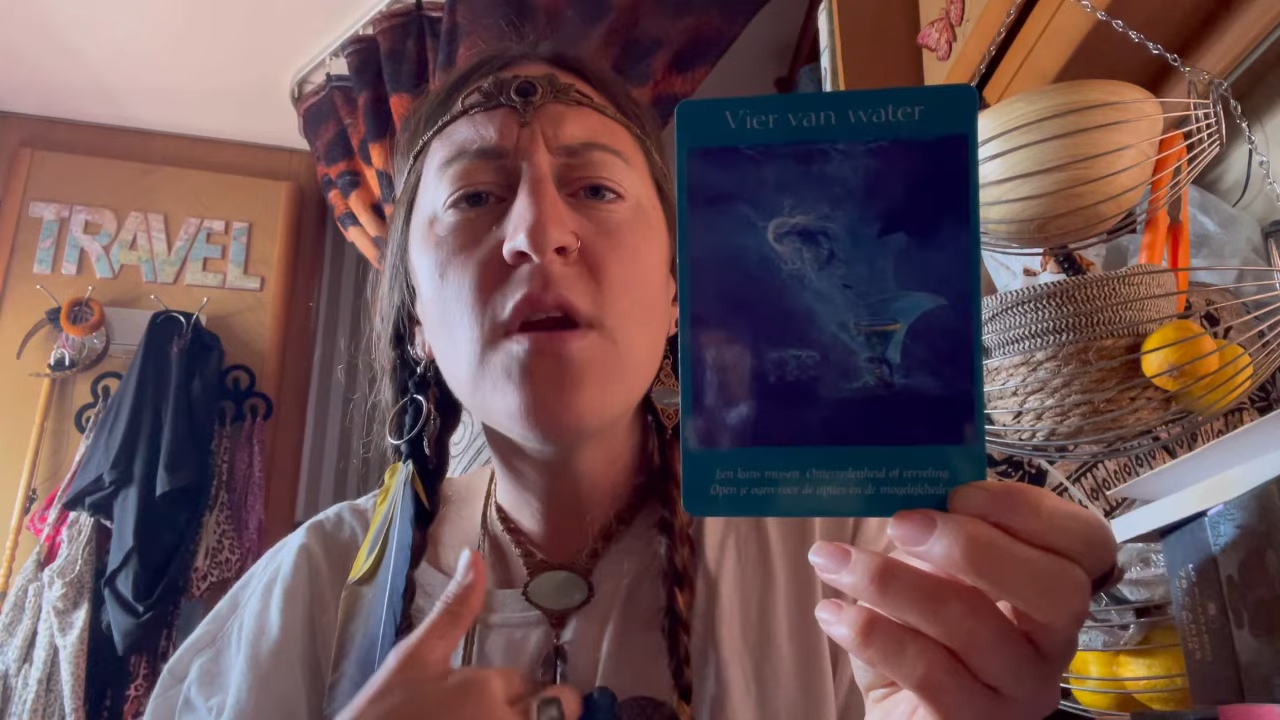 TRAVEL
Vier van water
Een kans missen. Ontevredenheid of verveling.
Open je ogen voor de opties en de mogelijkheden